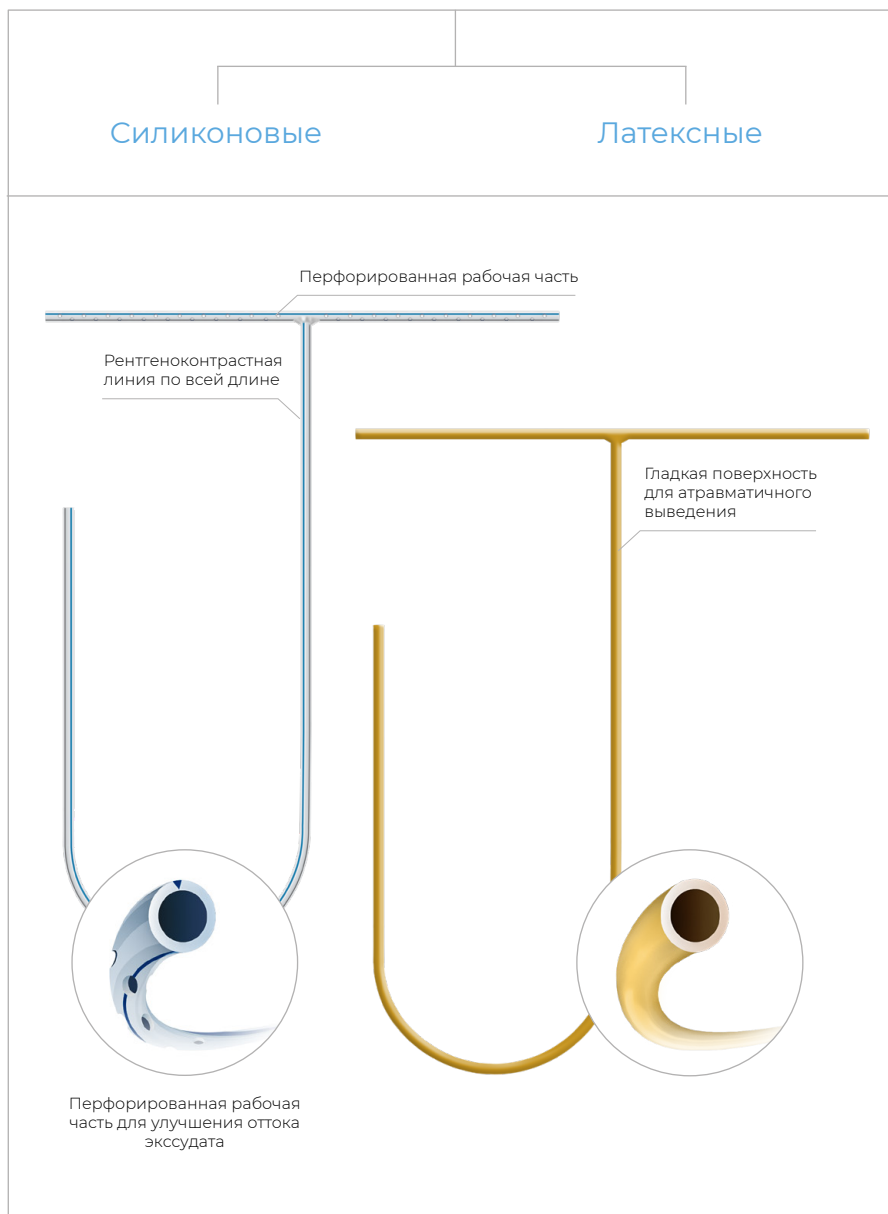 Силиконовые
Латексные
Перфорированная рабочая часть
Рентгеноконтрастная
линия по всей длине
Гладкая поверхность
для атравматичного
выведения
Перфорированная рабочая
часть для улучшения оттока
экссудата